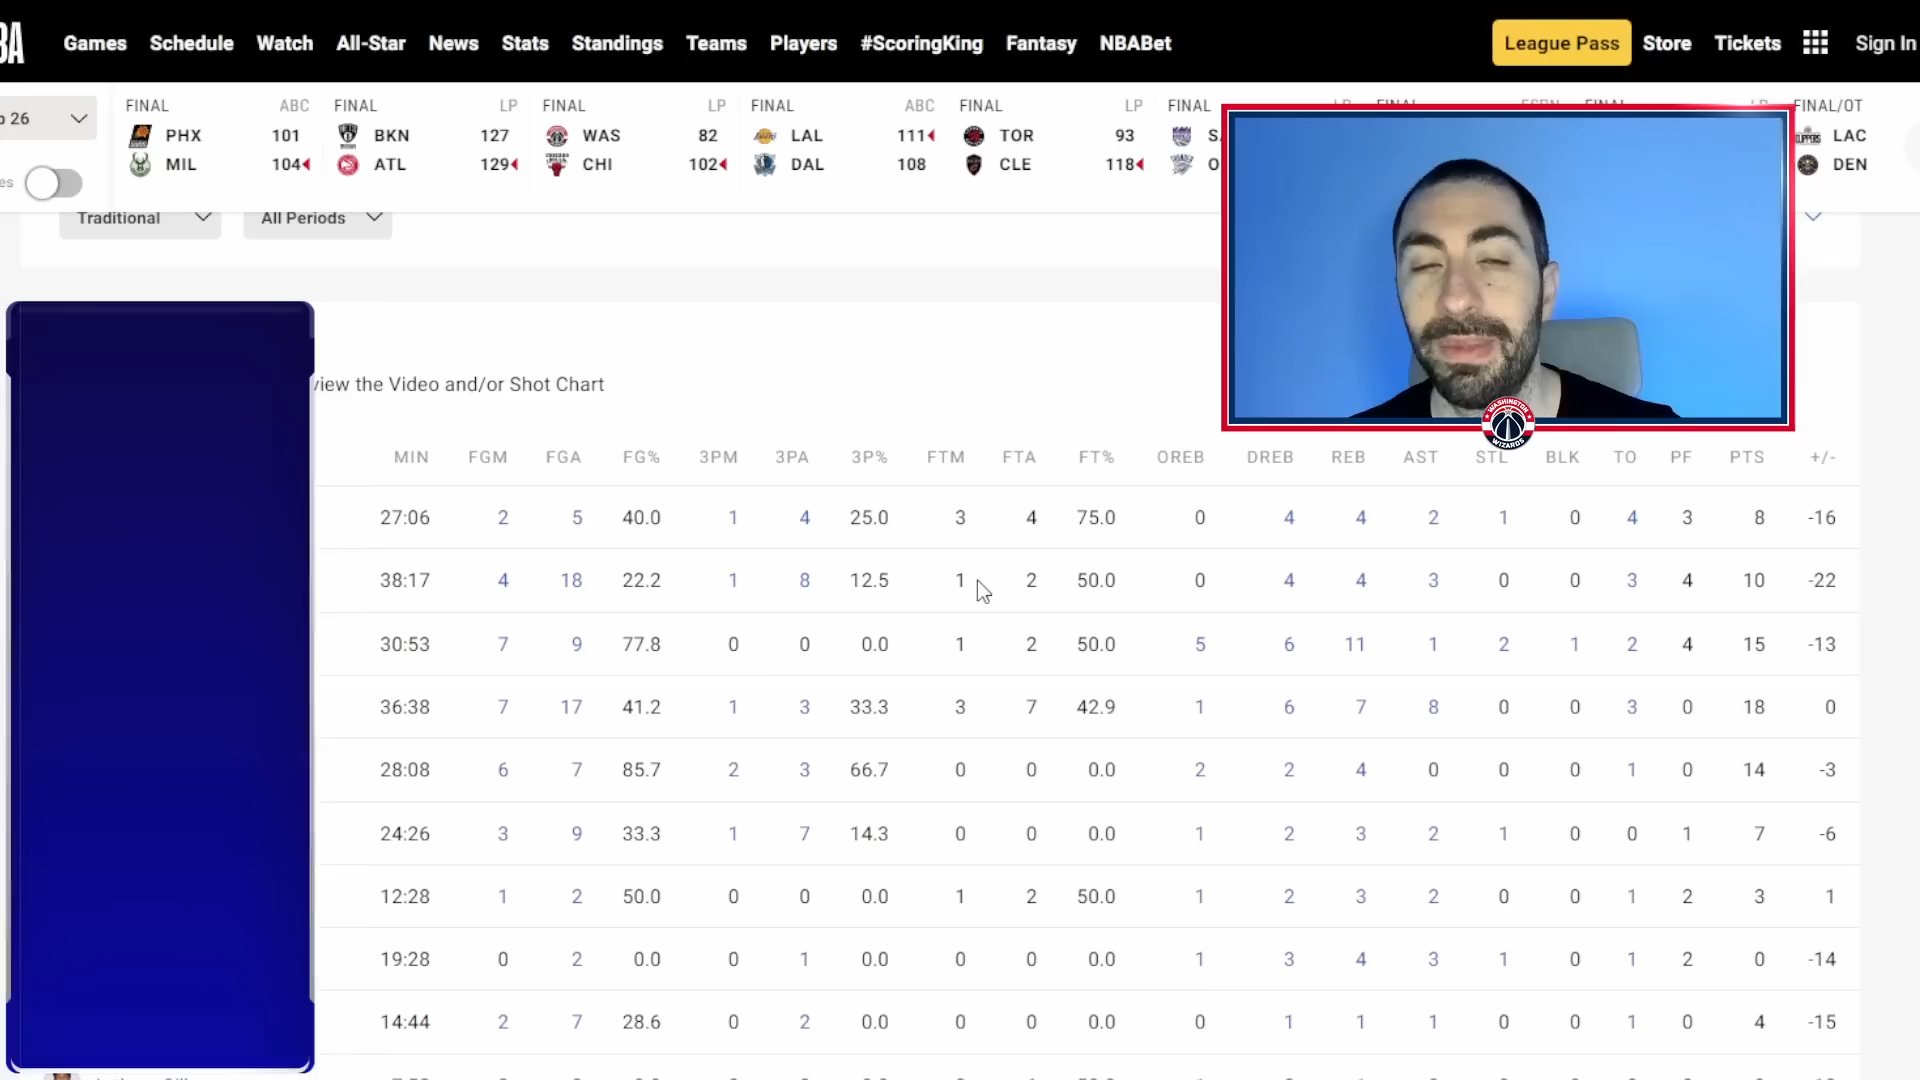 BA Games Schedule Watch All-Star News Stats Standings Teams Players #ScoringKing Fantasy NBABet League Pass Store Tickets Sign In
FINAL ABC FINAL LP FINAL LP FINAL ABC FINAL LP FINAL FINAL/OT
26
PHX 101 BKN 127 WAS 82 LAL 111 TOR 93 LAC
MIL 104 ATL 129 CHI 102 DAL 108 CLE 118 DEN
es
Traditional All Periods
view the Video and/or Shot Chart
WASHINGTON
WIZARDS
MIN FGM FGA FG% 3PM 3PA 3P% FTM FTA FT% OREB DREB REB AST STL BLK TO PF PTS +/-
27:06 2 5 40.0 1 4 25.0 3 4 75.0 0 4 4 2 1 0 4 3 8 -16
38:17 4 18 22.2 1 8 12.5 1 2 50.0 0 4 4 3 0 0 3 4 10 -22
30:53 7 9 77.8 0 0 0.0 1 2 50.0 5 6 11 1 2 1 2 4 15 -13
36:38 7 17 41.2 1 3 33.3 3 7 42.9 1 6 7 8 0 0 3 0 18 0
28:08 6 7 85.7 2 3 66.7 0 0 0.0 2 2 4 0 0 0 1 0 14 -3
24:26 3 9 33.3 1 7 14.3 0 0 0.0 1 2 3 2 1 0 0 1 7 -6
12:28 1 2 50.0 0 0 0.0 1 2 50.0 1 2 3 2 0 0 1 2 3 1
19:28 0 2 0.0 0 1 0.0 0 0 0.0 1 3 4 3 1 0 1 2 0 -14
14:44 2 7 28.6 0 2 0.0 0 0 0.0 0 1 1 1 0 0 1 0 4 -15